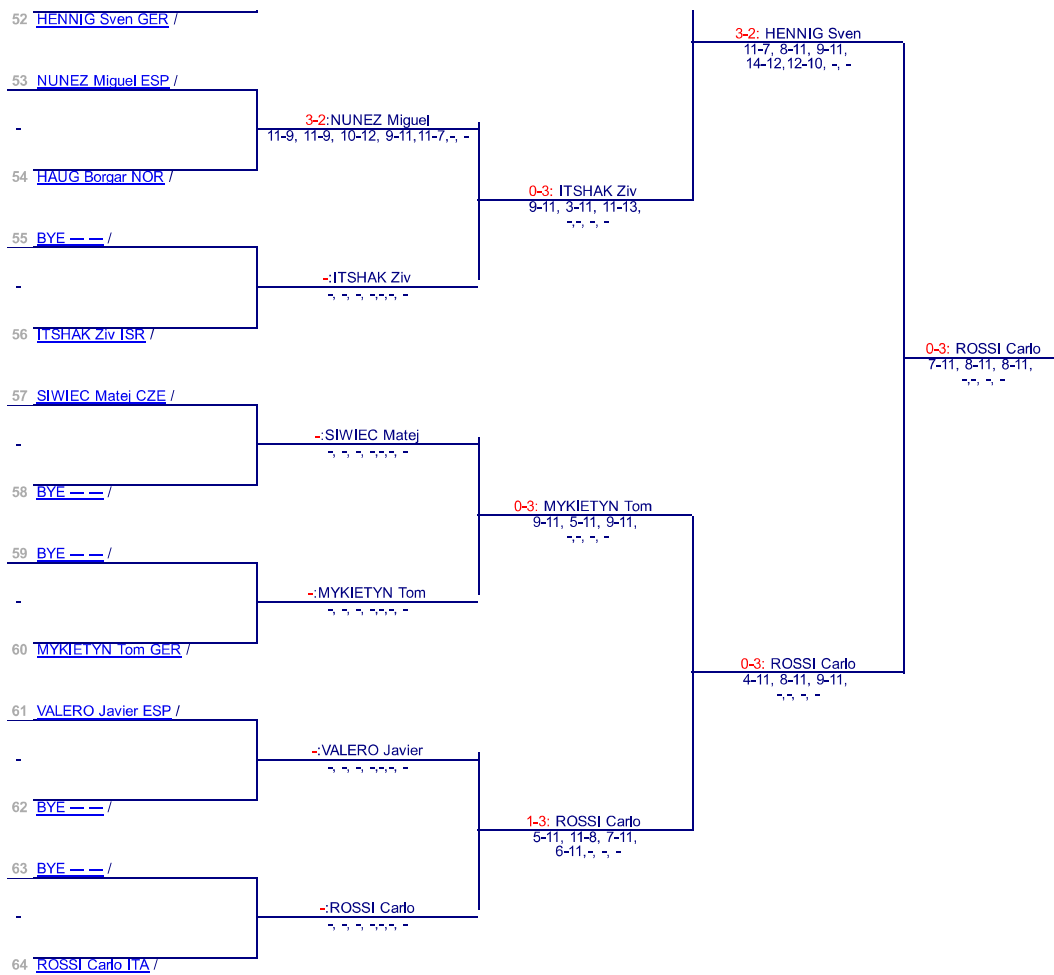 52 HENNIG Sven GER /
3-2: HENNIG Sven
11-7, 8-11, 9-11,
14-12, 12-10, -, -
53 NUNEZ Miguel ESP /
-
3-2:NUNEZ Miguel
11-9, 11-9, 10-12, 9-11,11-7,-, -
54 HAUG Borgar NOR /
0-3: ITSHAK Ziv
9-11, 3-11, 11-13,
-,-, -, -
55 BYE — — /
-
-:ITSHAK Ziv
-, -, -, -,-,-, -
56 ITSHAK Ziv ISR /
0-3: ROSSI Carlo
7-11, 8-11, 8-11,
-,-, -, -
57 SIWIEC Matej CZE /
-
-:SIWIEC Matej
-, -, -, -,-,-, -
58 BYE — — /
0-3: MYKIETYN Tom
9-11, 5-11, 9-11,
-,-, -, -
59 BYE — — /
-
-:MYKIETYN Tom
-, -, -, -,-,-, -
60 MYKIETYN Tom GER /
0-3: ROSSI Carlo
4-11, 8-11, 9-11,
-,-, -, -
61 VALERO Javier ESP /
-
-:VALERO Javier
-, -, -, -,-,-, -
62 BYE — — /
1-3: ROSSI Carlo
5-11, 11-8, 7-11,
6-11,-, -, -
63 BYE — — /
-
-:ROSSI Carlo
-, -, -, -,-,-, -
64 ROSSI Carlo ITA /